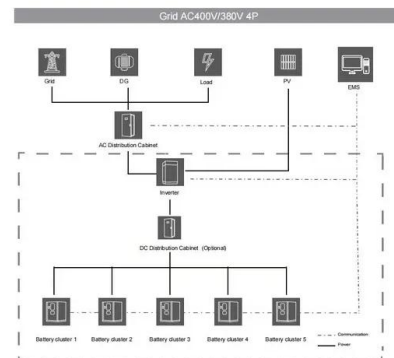 Grid AC400V/380V 4P
Grid
DG
Load
PV
EMS
AC Distribution Cabinet
Inverter
DC Distribution Cabinet (Optional)
Battery cluster 1
Battery cluster 2
Battery cluster 3
Battery cluster 4
Battery cluster 5
Communication
Power